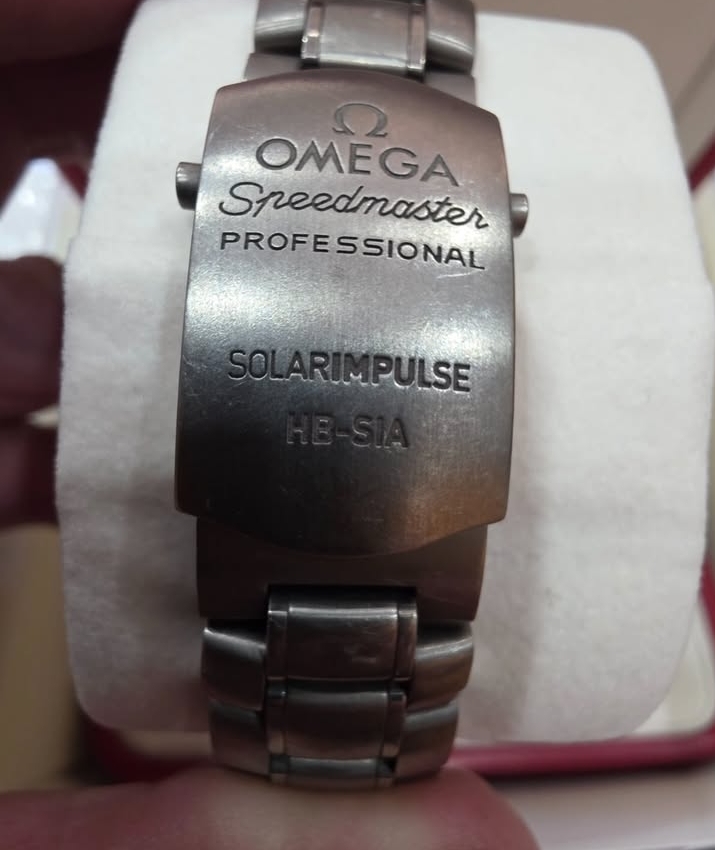 Ω
OMEGA
Speedmaster
PROFESSIONAL
SOLARIMPULSE
HB-SIA